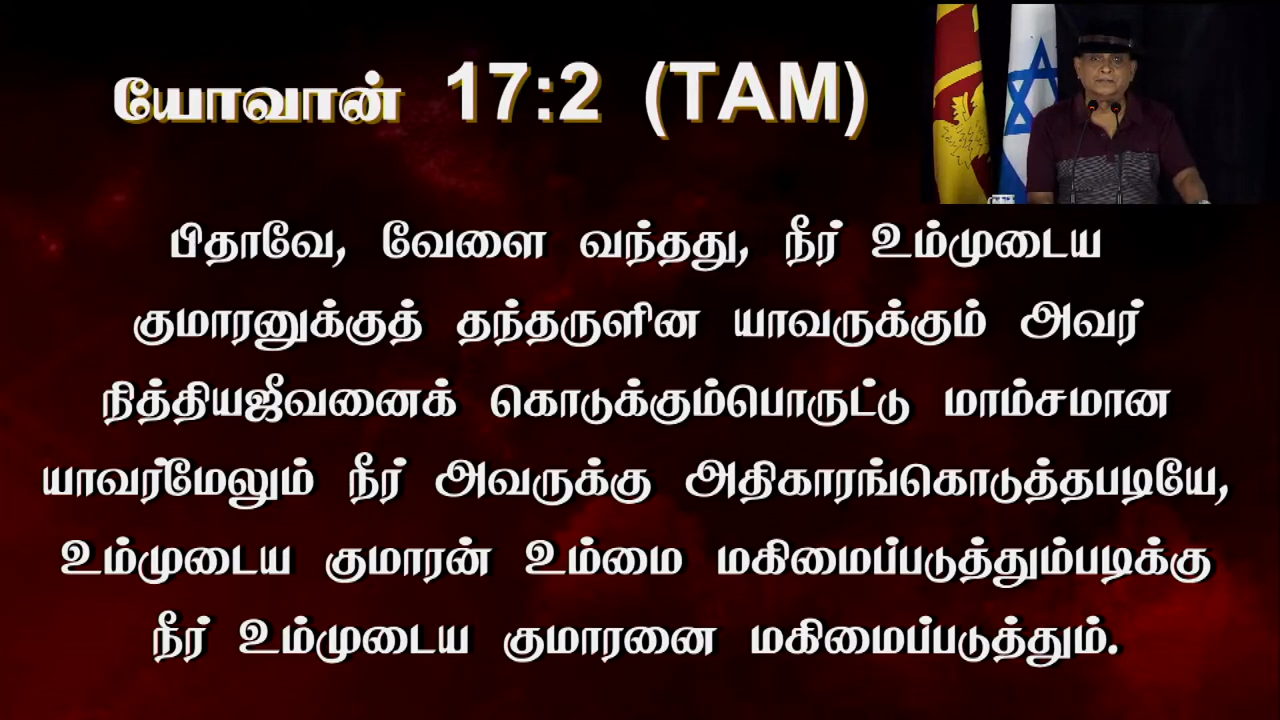 யோவான் 17:2 (TAM)
பிதாவே, வேளை வந்தது, நீர் உம்முடைய
குமாரனுக்குத் தந்தருளின யாவருக்கும் அவர்
நித்தியஜீவனைக் கொடுக்கும்பொருட்டு மாம்சமான
யாவர்மேலும் நீர் அவருக்கு அதிகாரங்கொடுத்தபடியே,
உம்முடைய குமாரன் உம்மை மகிமைப்படுத்தும்படிக்கு
நீர் உம்முடைய குமாரனை மகிமைப்படுத்தும்.